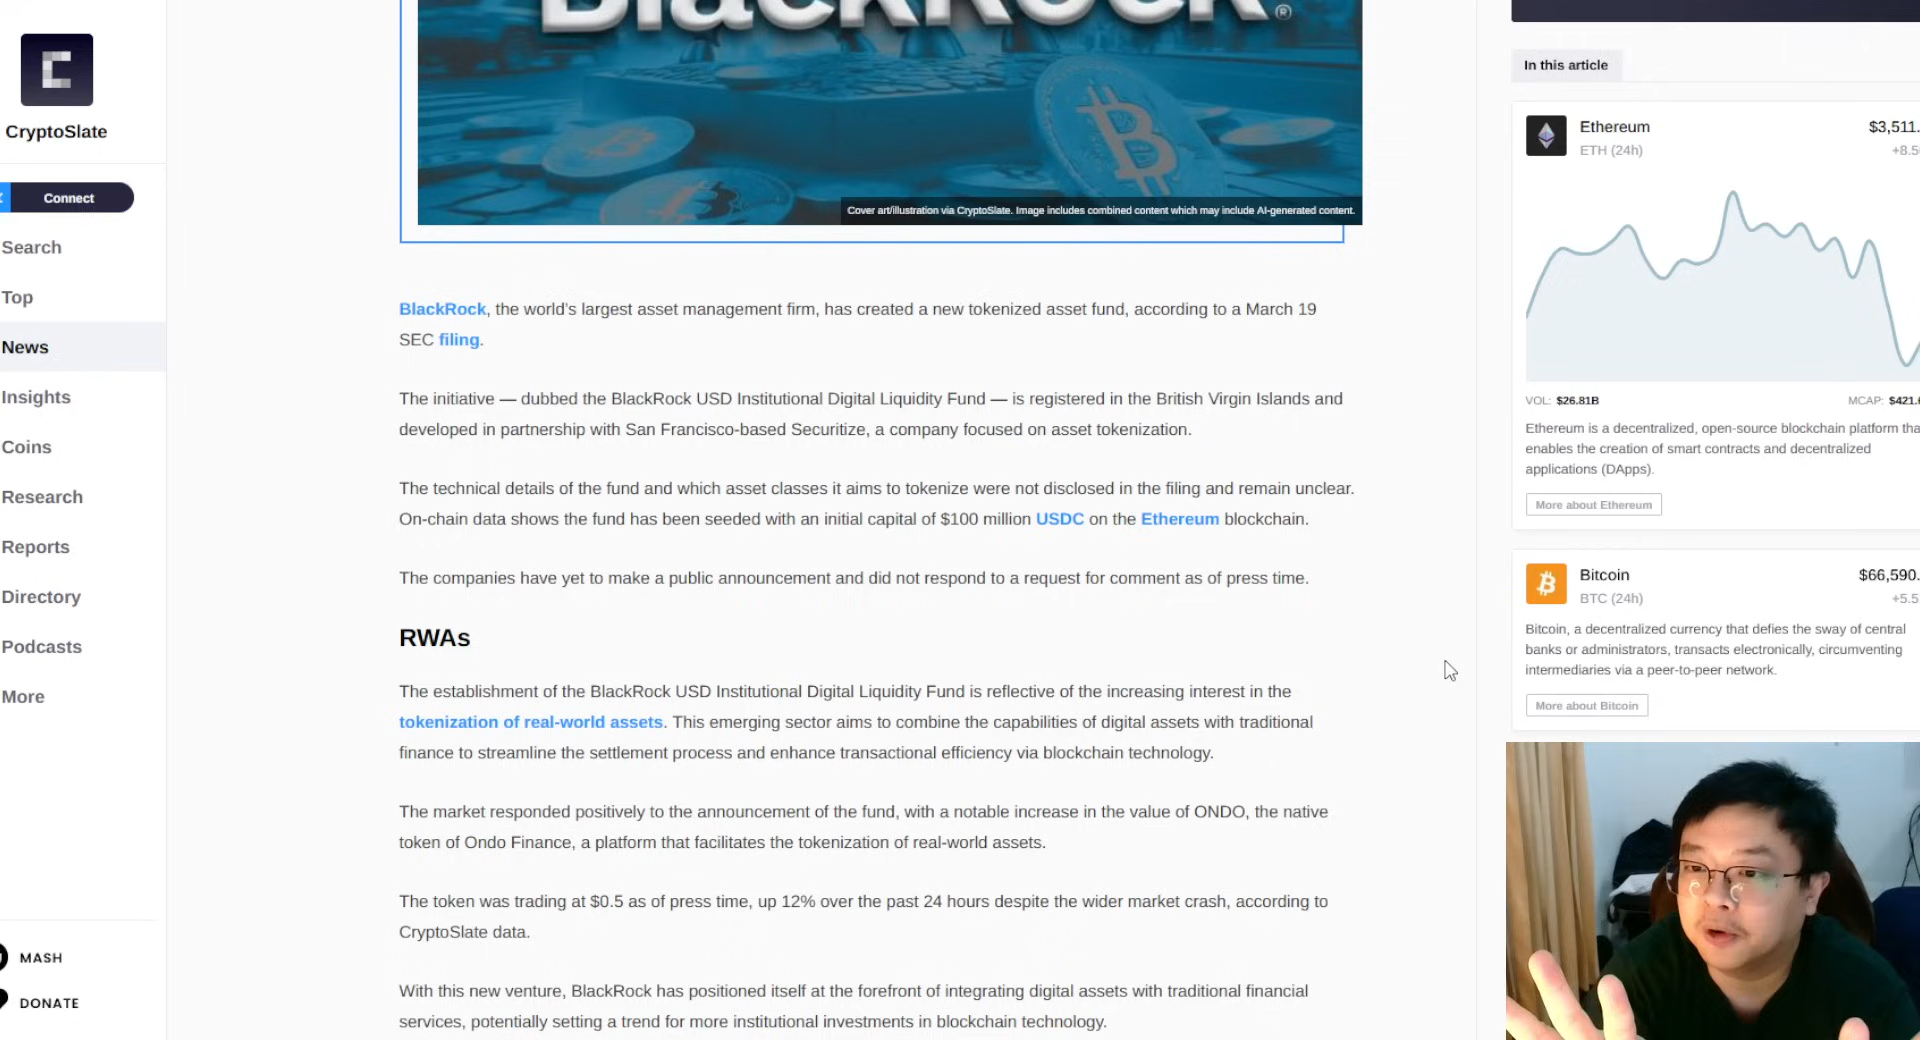 BlackRock®
CryptoSlate
Connect
Search
Top
News
Insights
Coins
Research
Reports
Directory
Podcasts
More
MASH
DONATE
Cover art/illustration via CryptoSlate. Image includes combined content which may include AI-generated content.
BlackRock, the world's largest asset management firm, has created a new tokenized asset fund, according to a March 19
SEC filing.
The initiative — dubbed the BlackRock USD Institutional Digital Liquidity Fund — is registered in the British Virgin Islands and
developed in partnership with San Francisco-based Securitize, a company focused on asset tokenization.
The technical details of the fund and which asset classes it aims to tokenize were not disclosed in the filing and remain unclear.
On-chain data shows the fund has been seeded with an initial capital of $100 million USDC on the Ethereum blockchain.
The companies have yet to make a public announcement and did not respond to a request for comment as of press time.
RWAs
The establishment of the BlackRock USD Institutional Digital Liquidity Fund is reflective of the increasing interest in the
tokenization of real-world assets. This emerging sector aims to combine the capabilities of digital assets with traditional
finance to streamline the settlement process and enhance transactional efficiency via blockchain technology.
The market responded positively to the announcement of the fund, with a notable increase in the value of ONDO, the native
token of Ondo Finance, a platform that facilitates the tokenization of real-world assets.
The token was trading at $0.5 as of press time, up 12% over the past 24 hours despite the wider market crash, according to
CryptoSlate data.
With this new venture, BlackRock has positioned itself at the forefront of integrating digital assets with traditional financial
services, potentially setting a trend for more institutional investments in blockchain technology.
In this article
Ethereum $3,511.
ETH (24h) +8.5
VOL: $26.81B MCAP: $421.
Ethereum is a decentralized, open-source blockchain platform tha
enables the creation of smart contracts and decentralized
applications (DApps).
More about Ethereum
Bitcoin $66,590.
BTC (24h) +5.5
Bitcoin, a decentralized currency that defies the sway of central
banks or administrators, transacts electronically, circumventing
intermediaries via a peer-to-peer network.
More about Bitcoin